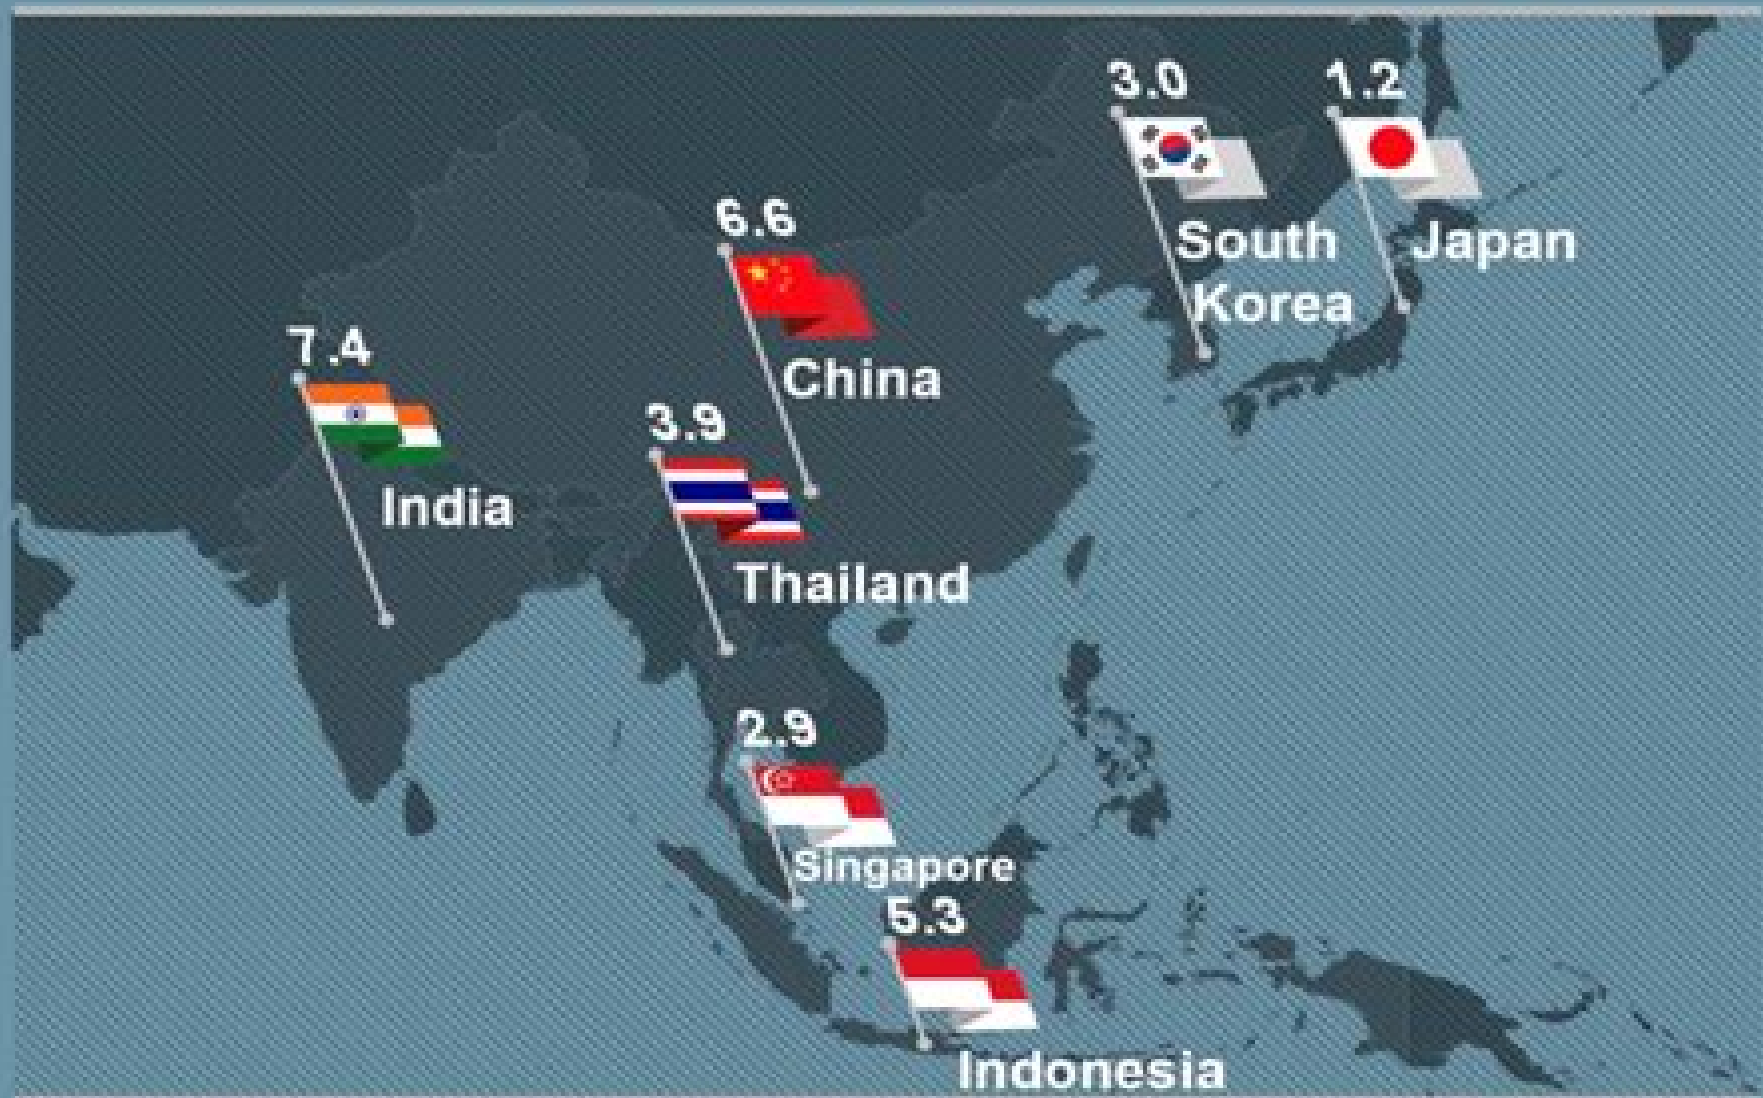 3.0
South
Korea
1.2
Japan
6.6
China
7.4
India
3.9
Thailand
2.9
Singapore
5.3
Indonesia